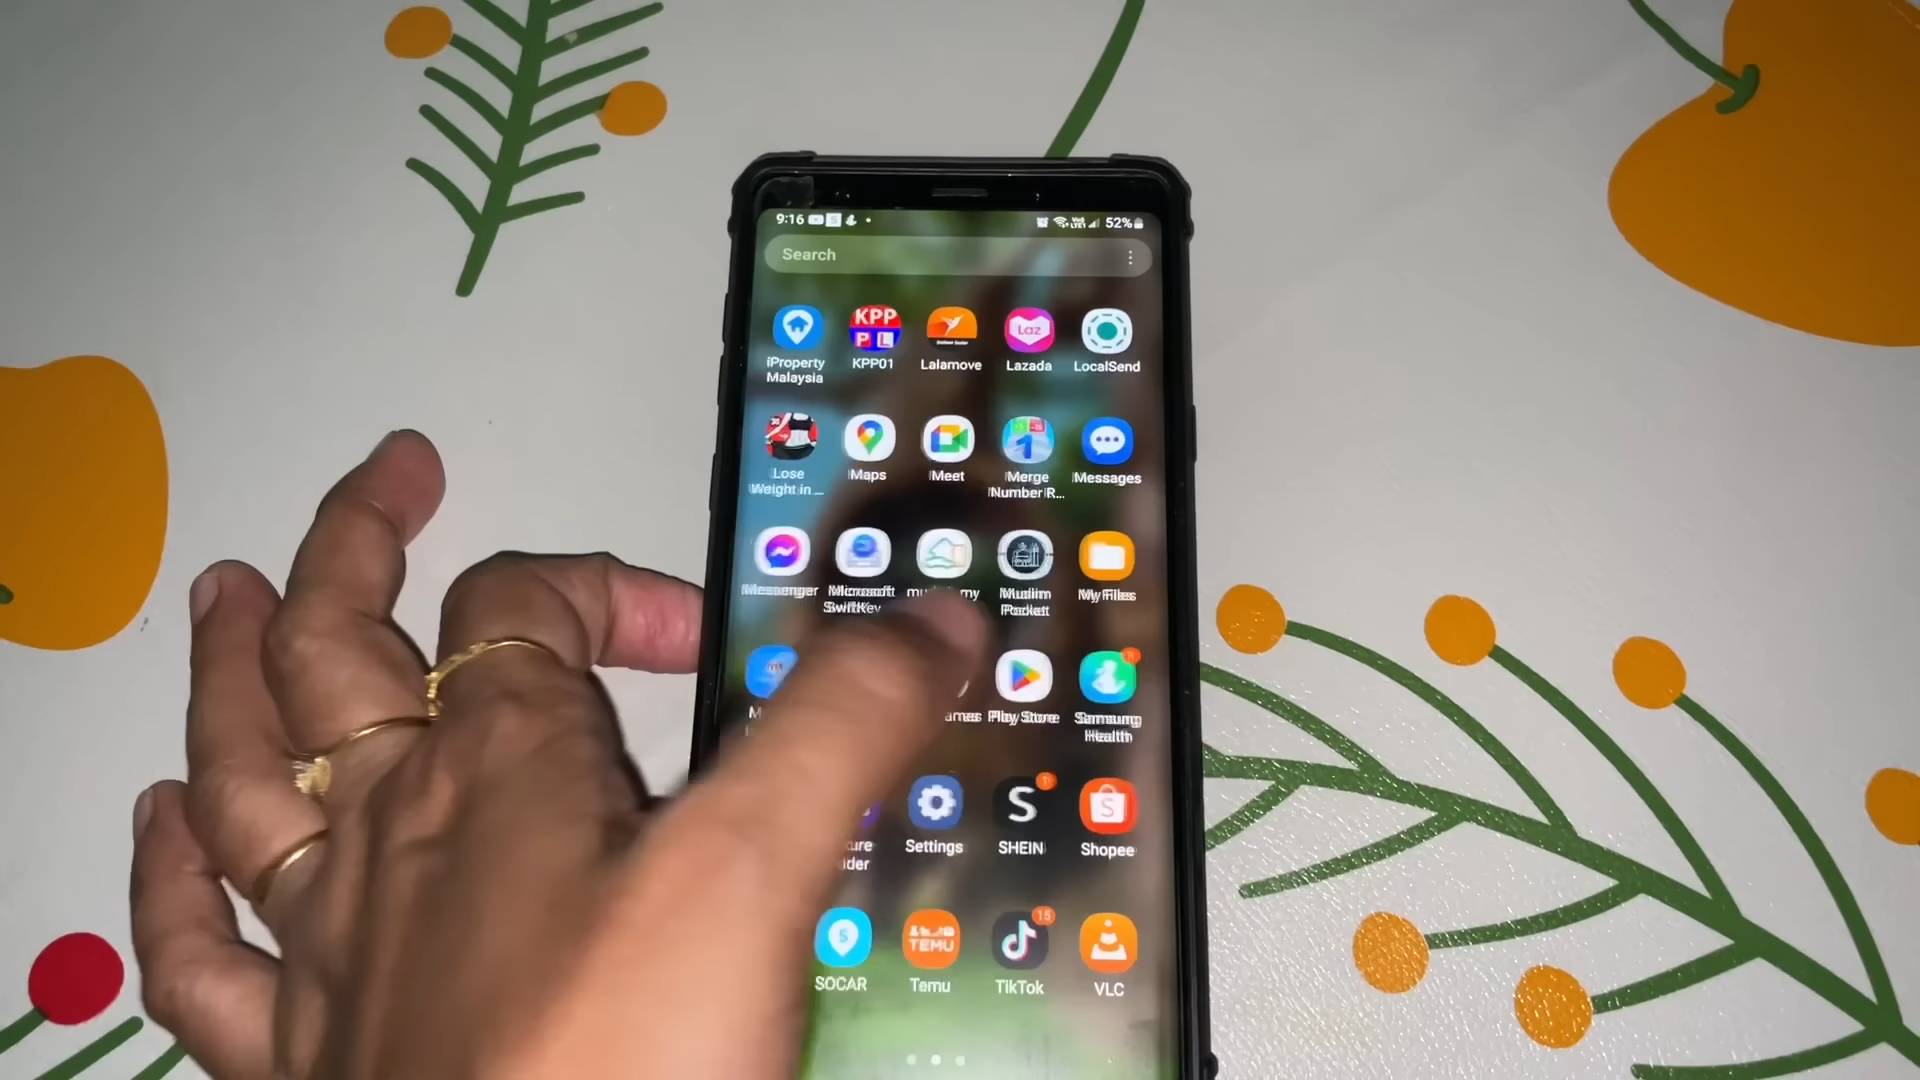 9:16
52%
Search
iProperty
Malaysia
KPP
P L
KPP01
Lalamove
Laz
Lazada
LocalSend
Lose
Weight in ...
Maps
Meet
1
Merge
Number R...
Messages
Messenger
Microsoft
SwiftKey
Muslim
Pocket
My Files
Play Store
Samsung
Health
Settings
S
SHEIN
S
Shopee
S
SOCAR
TEMU
Temu
15
TikTok
VLC